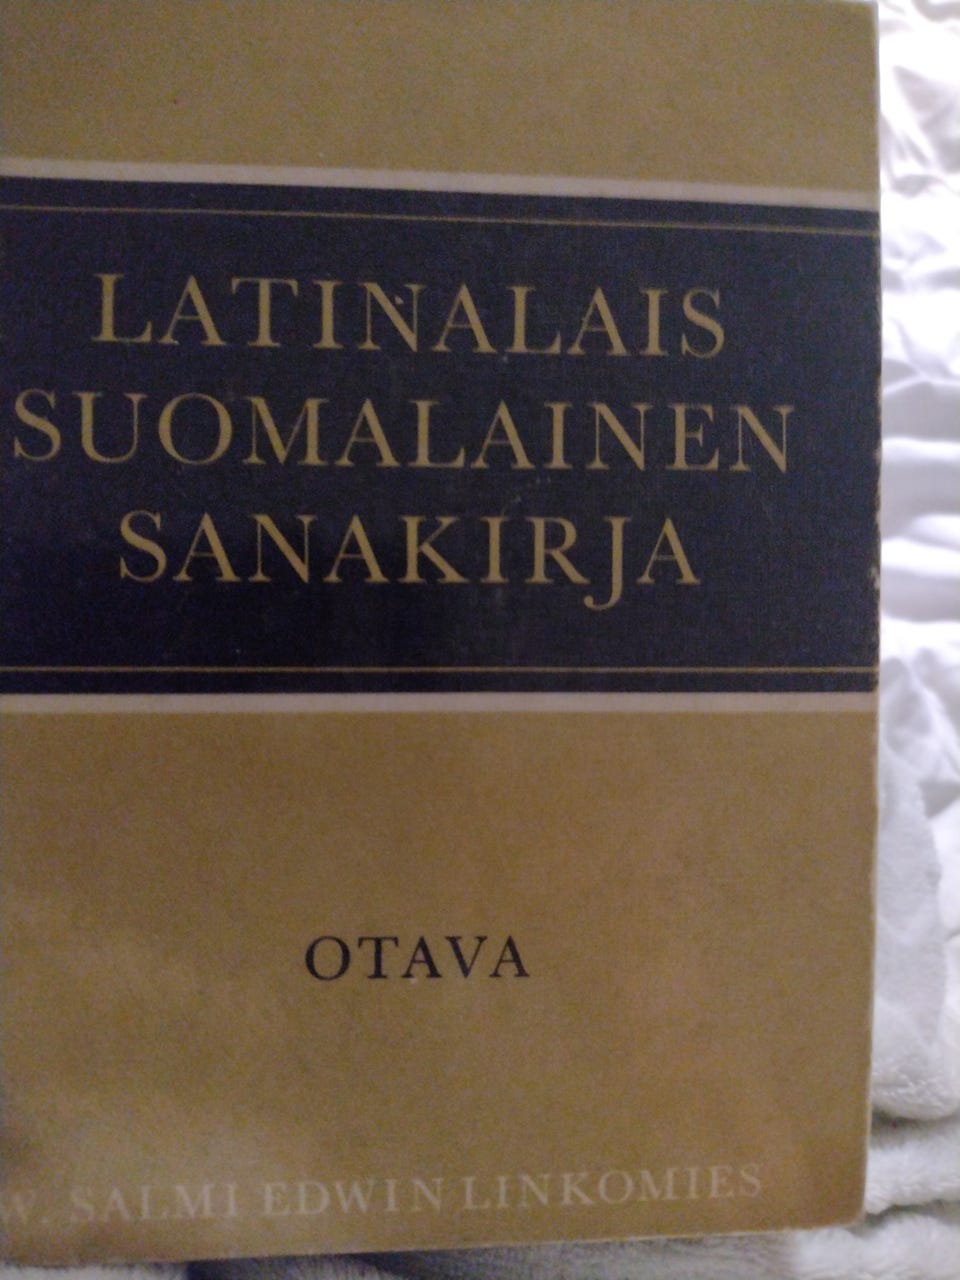 LATINALAIS
SUOMALAINEN
SANAKIRJA
OTAVA
W. SALMI EDWIN LINKOMIES